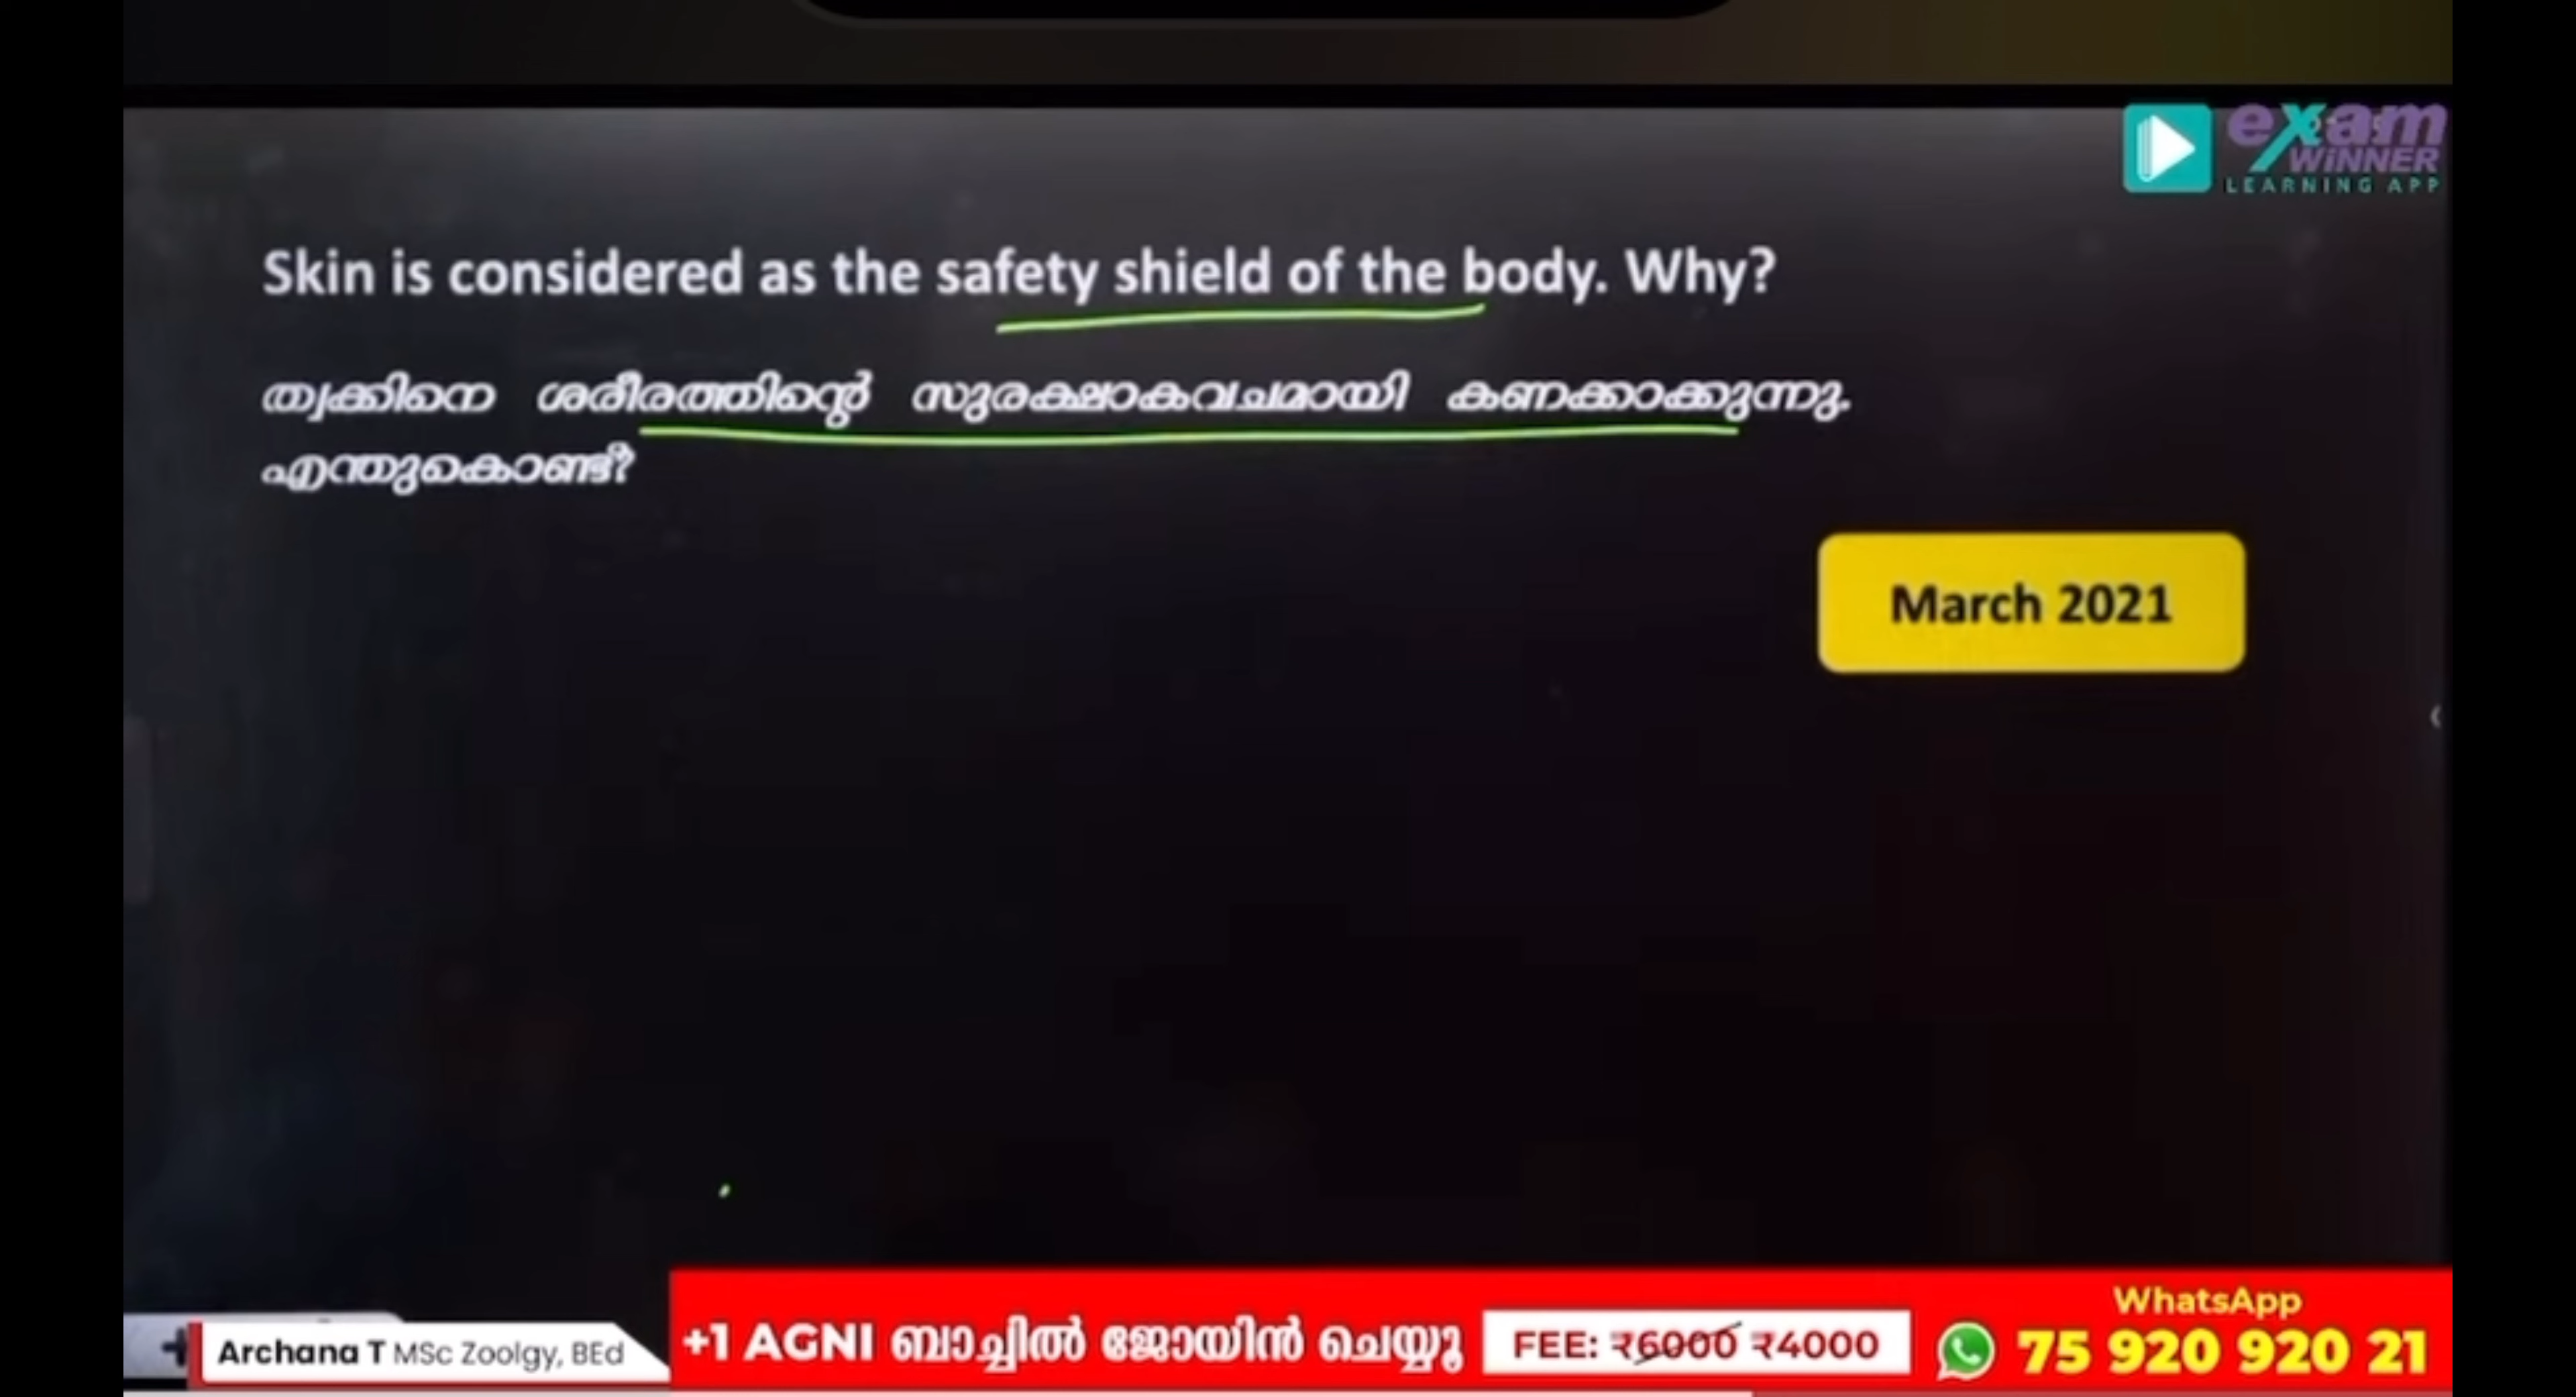 exam
WiNNER
LEARNING APP
Skin is considered as the safety shield of the body. Why?
ത്വക്കിനെ ശരീരത്തിന്റെ സുരക്ഷാകവചമായി കണക്കാക്കുന്നു.
എന്തുകൊണ്ട്?
March 2021
Archana T MSc Zoolgy, BEd
+1 AGNI ബാച്ചിൽ ജോയിൻ ചെയ്യൂ
FEE: ₹6000 ₹4000
WhatsApp
75 920 920 21